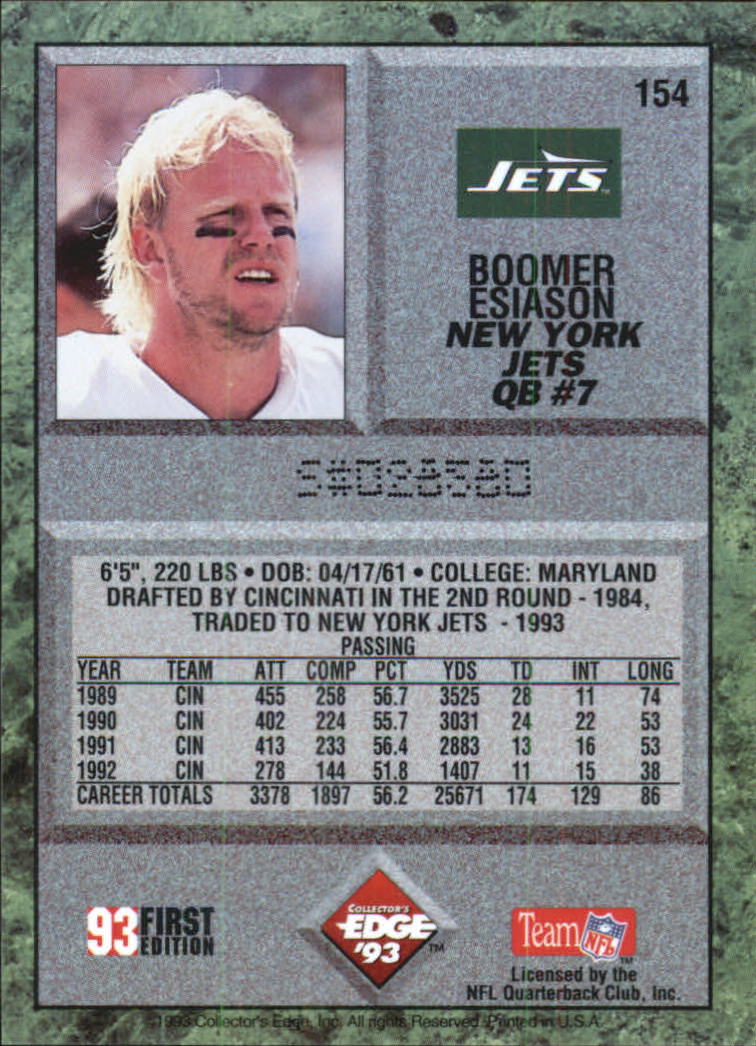 154
JETS
BOOMER
ESIASON
NEW YORK
JETS
QB #7
S#028580
6'5", 220 LBS • DOB: 04/17/61 • COLLEGE: MARYLAND
DRAFTED BY CINCINNATI IN THE 2ND ROUND - 1984,
TRADED TO NEW YORK JETS - 1993
PASSING
YEAR TEAM ATT COMP PCT YDS TD INT LONG
1989 CIN 455 258 56.7 3525 28 11 74
1990 CIN 402 224 55.7 3031 24 22 53
1991 CIN 413 233 56.4 2883 13 16 53
1992 CIN 278 144 51.8 1407 11 15 38
CAREER TOTALS 3378 1897 56.2 25671 174 129 86
93 FIRST
EDITION
COLLECTOR'S
EDGE
'93 ™
Team NFL ™
Licensed by the
NFL Quarterback Club, Inc.
1993 Collector's Edge, Inc. All rights Reserved. Printed in U.S.A.